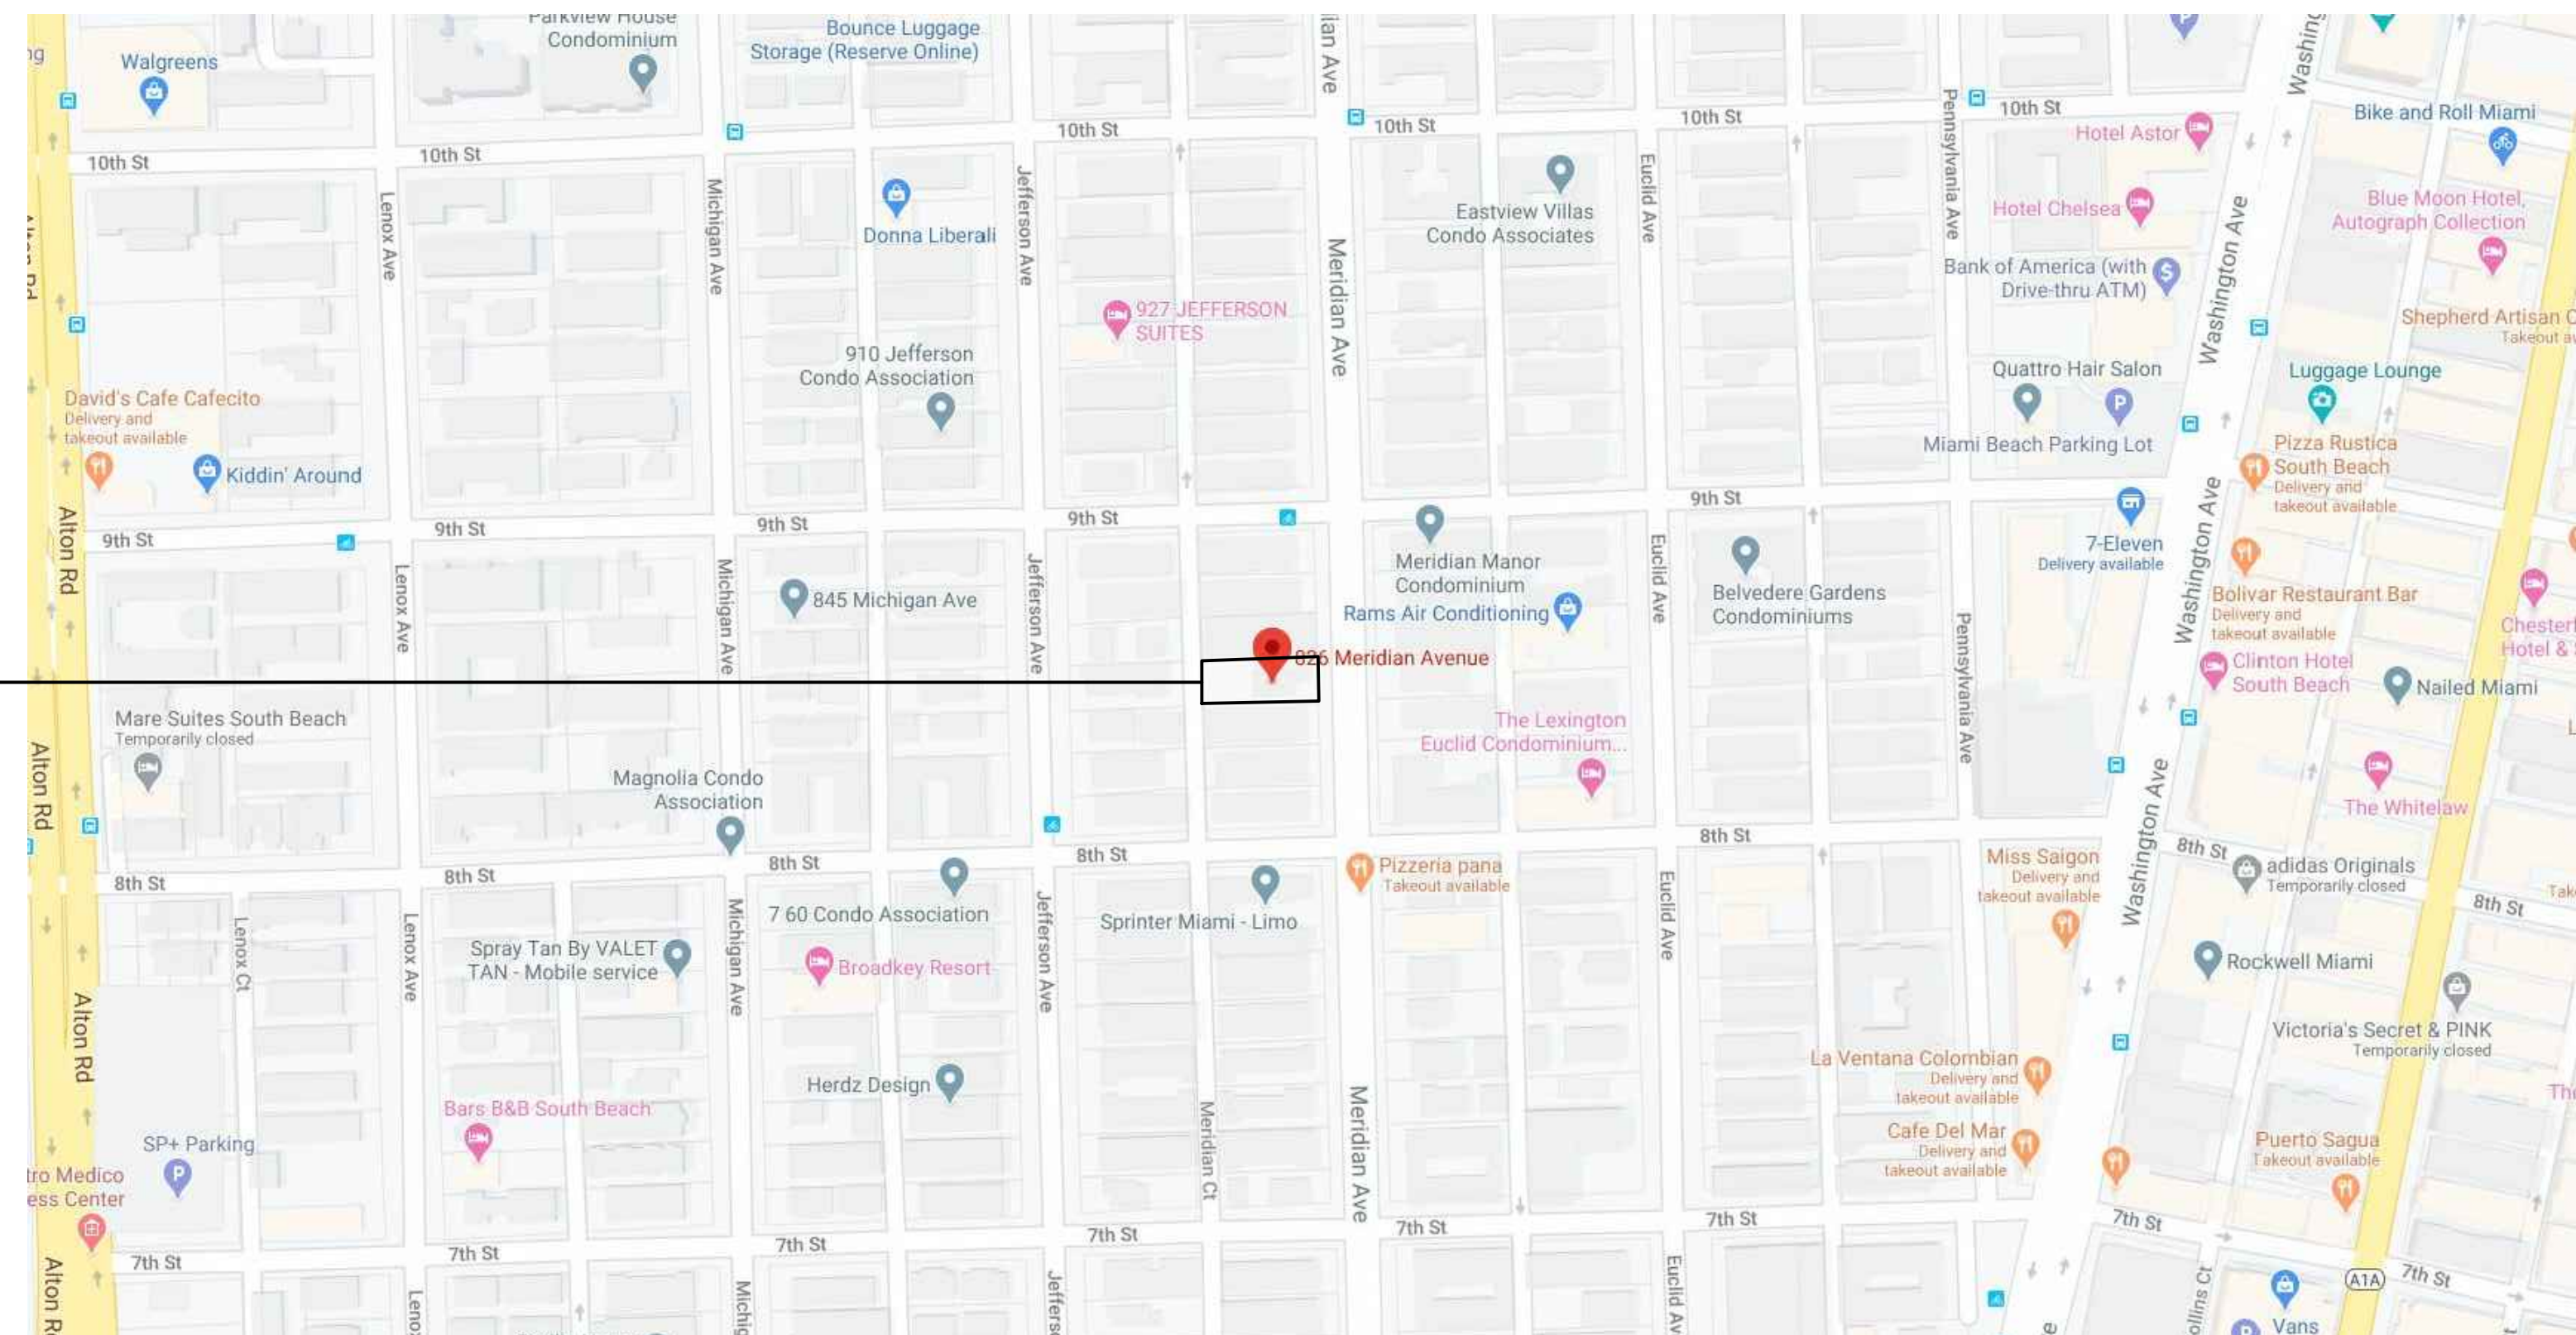 Parkview House
Condominium
Bounce Luggage
Storage (Reserve Online)
Walgreens
Bike and Roll Miami
10th St
10th St
10th St
10th St
10th St
10th St
Hotel Astor
Hotel Chelsea
Blue Moon Hotel,
Autograph Collection
Lenox Ave
Michigan Ave
Jefferson Ave
Meridian Ave
Euclid Ave
Pennsylvania Ave
Washington Ave
Donna Liberali
Eastview Villas
Condo Associates
Bank of America (with
Drive-thru ATM)
927 JEFFERSON
SUITES
Shepherd Artisan
910 Jefferson
Condo Association
Quattro Hair Salon
Luggage Lounge
David's Cafe Cafecito
Delivery and
takeout available
Miami Beach Parking Lot
Pizza Rustica
South Beach
Delivery and
takeout available
Kiddin' Around
9th St
9th St
9th St
9th St
9th St
Alton Rd
Lenox Ave
Michigan Ave
Jefferson Ave
Euclid Ave
Pennsylvania Ave
Washington Ave
Meridian Manor
Condominium
Rams Air Conditioning
7-Eleven
Delivery available
845 Michigan Ave
Belvedere Gardens
Condominiums
Bolivar Restaurant Bar
Delivery and
takeout available
826 Meridian Avenue
Clinton Hotel
South Beach
Nailed Miami
Mare Suites South Beach
Temporarily closed
The Lexington
Euclid Condominium...
Magnolia Condo
Association
The Whitelaw
Alton Rd
8th St
8th St
8th St
8th St
8th St
8th St
8th St
Washington Ave
Pizzeria pana
Takeout available
Miss Saigon
Delivery and
takeout available
adidas Originals
Temporarily closed
7 60 Condo Association
Sprinter Miami - Limo
Lenox Ct
Lenox Ave
Michigan Ave
Jefferson Ave
Euclid Ave
Spray Tan By VALET
TAN - Mobile service
Broadkey Resort
Rockwell Miami
Victoria's Secret & PINK
Temporarily closed
Alton Rd
La Ventana Colombian
Delivery and
takeout available
Herdz Design
Bars B&B South Beach
Meridian Ct
Meridian Ave
Cafe Del Mar
Delivery and
takeout available
Puerto Sagua
Takeout available
SP+ Parking
7th St
7th St
7th St
7th St
7th St
7th St
7th St
7th St
A1A
Vans